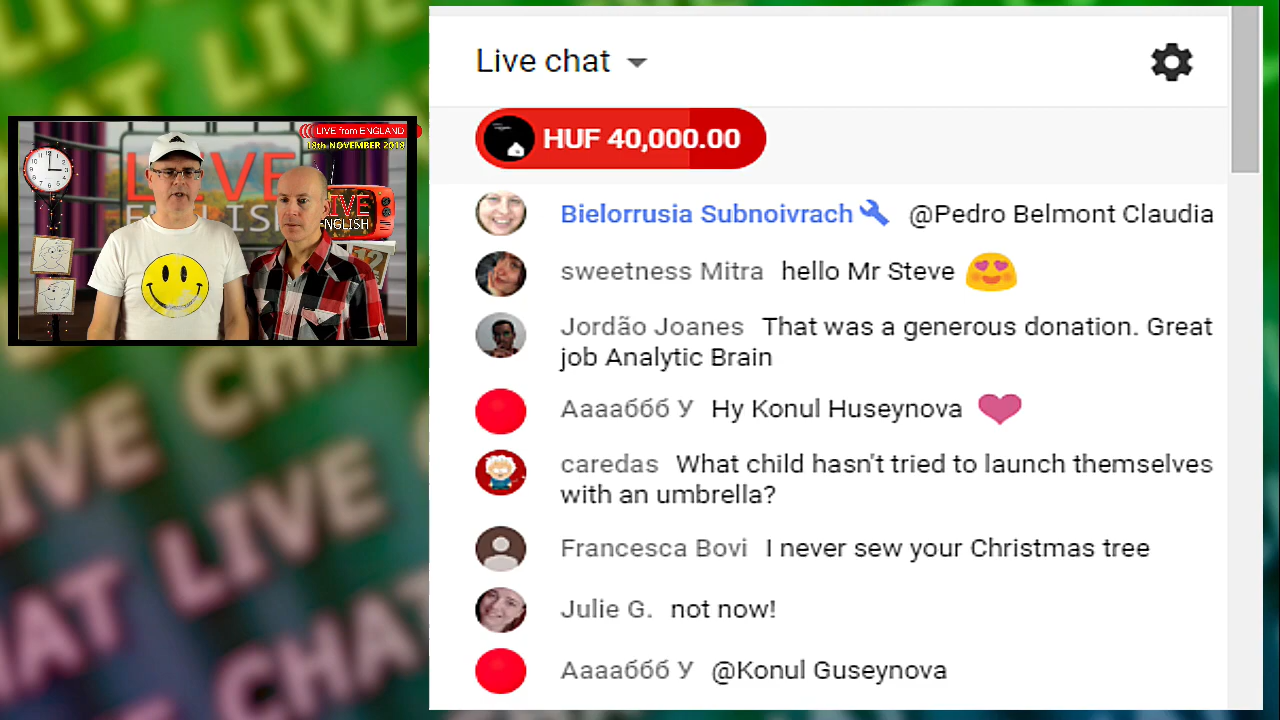 Live chat
HUF 40,000.00
Bielorrusia Subnoivrach @Pedro Belmont Claudia
sweetness Mitra hello Mr Steve
Jordão Joanes That was a generous donation. Great
job Analytic Brain
Аааабббб У Hy Konul Huseynova
caredas What child hasn't tried to launch themselves
with an umbrella?
Francesca Bovi I never sew your Christmas tree
Julie G. not now!
Аааабббб У @Konul Guseynova
LIVE from ENGLAND
18th NOVEMBER 2018
LIVE
ENGLISH
LIVE
ENGLISH
12
LIVE
CHAT
LIVE
CHAT
LIVE
CHAT